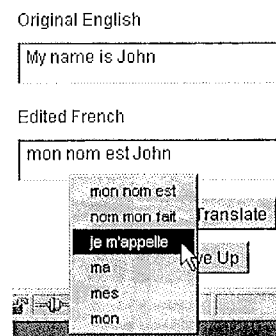 Original English
My name is John
Edited French
mon nom est John
mon nom est
nom mon fait
Translate
je m'appelle
ve Up
ma
mes
mon